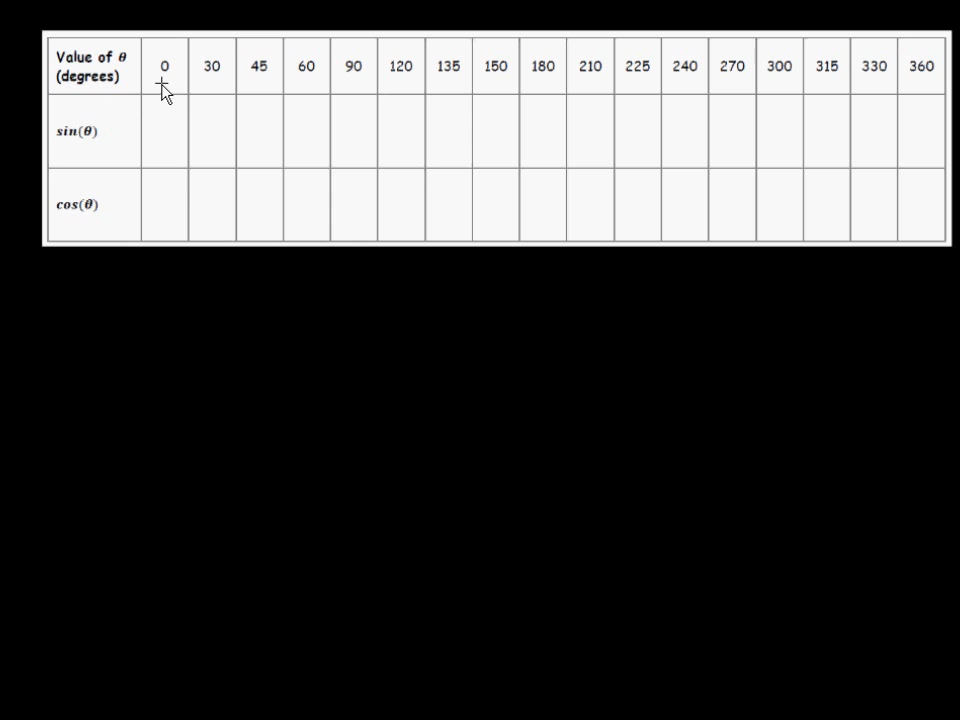 Value of θ (degrees) 0 30 45 60 90 120 135 150 180 210 225 240 270 300 315 330 360
sin(θ)
cos(θ)